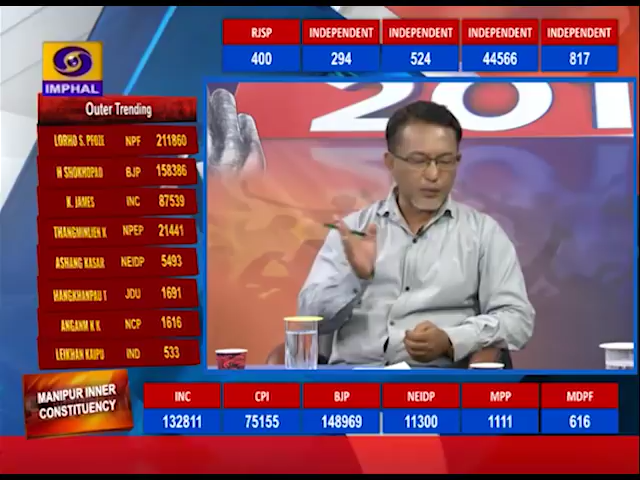 RJSP INDEPENDENT INDEPENDENT INDEPENDENT INDEPENDENT
400 294 524 44566 817
IMPHAL
Outer Trending
LORHO S. PFOZE NPF 211860
H SHOKHOPAO BJP 158386
K. JAMES INC 87539
THANGMINLIEN K NPEP 21441
ASHANG KASAR NEIDP 5493
HANGKHANPAU T JDU 1691
ANGAM K K NCP 1616
LEIKHAN KAIPU IND 533
201
MANIPUR INNER
CONSTITUENCY
INC CPI BJP NEIDP MPP MDPF
132811 75155 148969 11300 1111 616